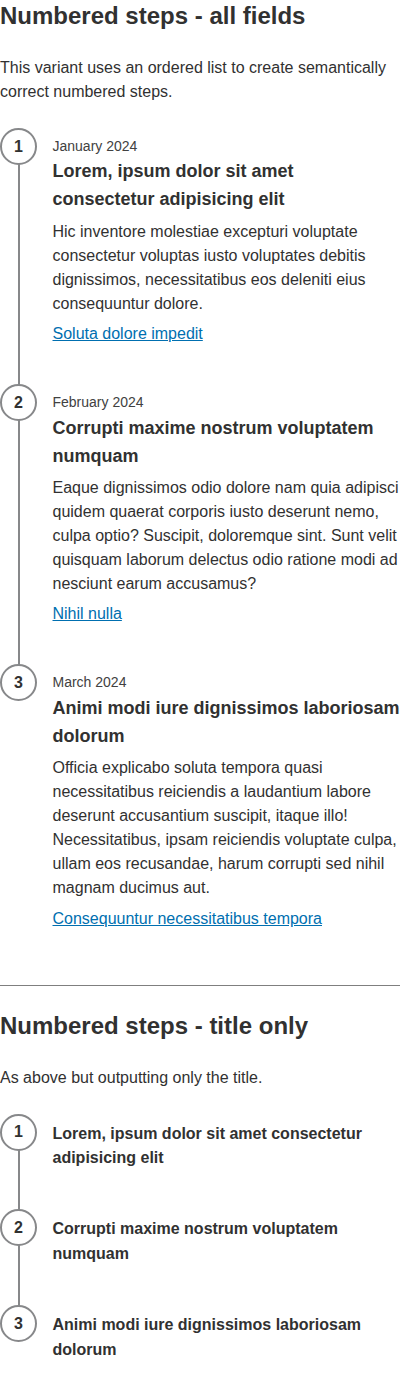 Numbered steps - all fields
This variant uses an ordered list to create semantically
correct numbered steps.
1
January 2024
Lorem, ipsum dolor sit amet
consectetur adipisicing elit
Hic inventore molestiae excepturi voluptate
consectetur voluptas iusto voluptates debitis
dignissimos, necessitatibus eos deleniti eius
consequuntur dolore.
Soluta dolore impedit
2
February 2024
Corrupti maxime nostrum voluptatem
numquam
Eaque dignissimos odio dolore nam quia adipisci
quidem quaerat corporis iusto deserunt nemo,
culpa optio? Suscipit, doloremque sint. Sunt velit
quisquam laborum delectus odio ratione modi ad
nesciunt earum accusamus?
Nihil nulla
3
March 2024
Animi modi iure dignissimos laboriosam
dolorum
Officia explicabo soluta tempora quasi
necessitatibus reiciendis a laudantium labore
deserunt accusantium suscipit, itaque illo!
Necessitatibus, ipsam reiciendis voluptate culpa,
ullam eos recusandae, harum corrupti sed nihil
magnam ducimus aut.
Consequuntur necessitatibus tempora
Numbered steps - title only
As above but outputting only the title.
1
Lorem, ipsum dolor sit amet consectetur
adipisicing elit
2
Corrupti maxime nostrum voluptatem
numquam
3
Animi modi iure dignissimos laboriosam
dolorum